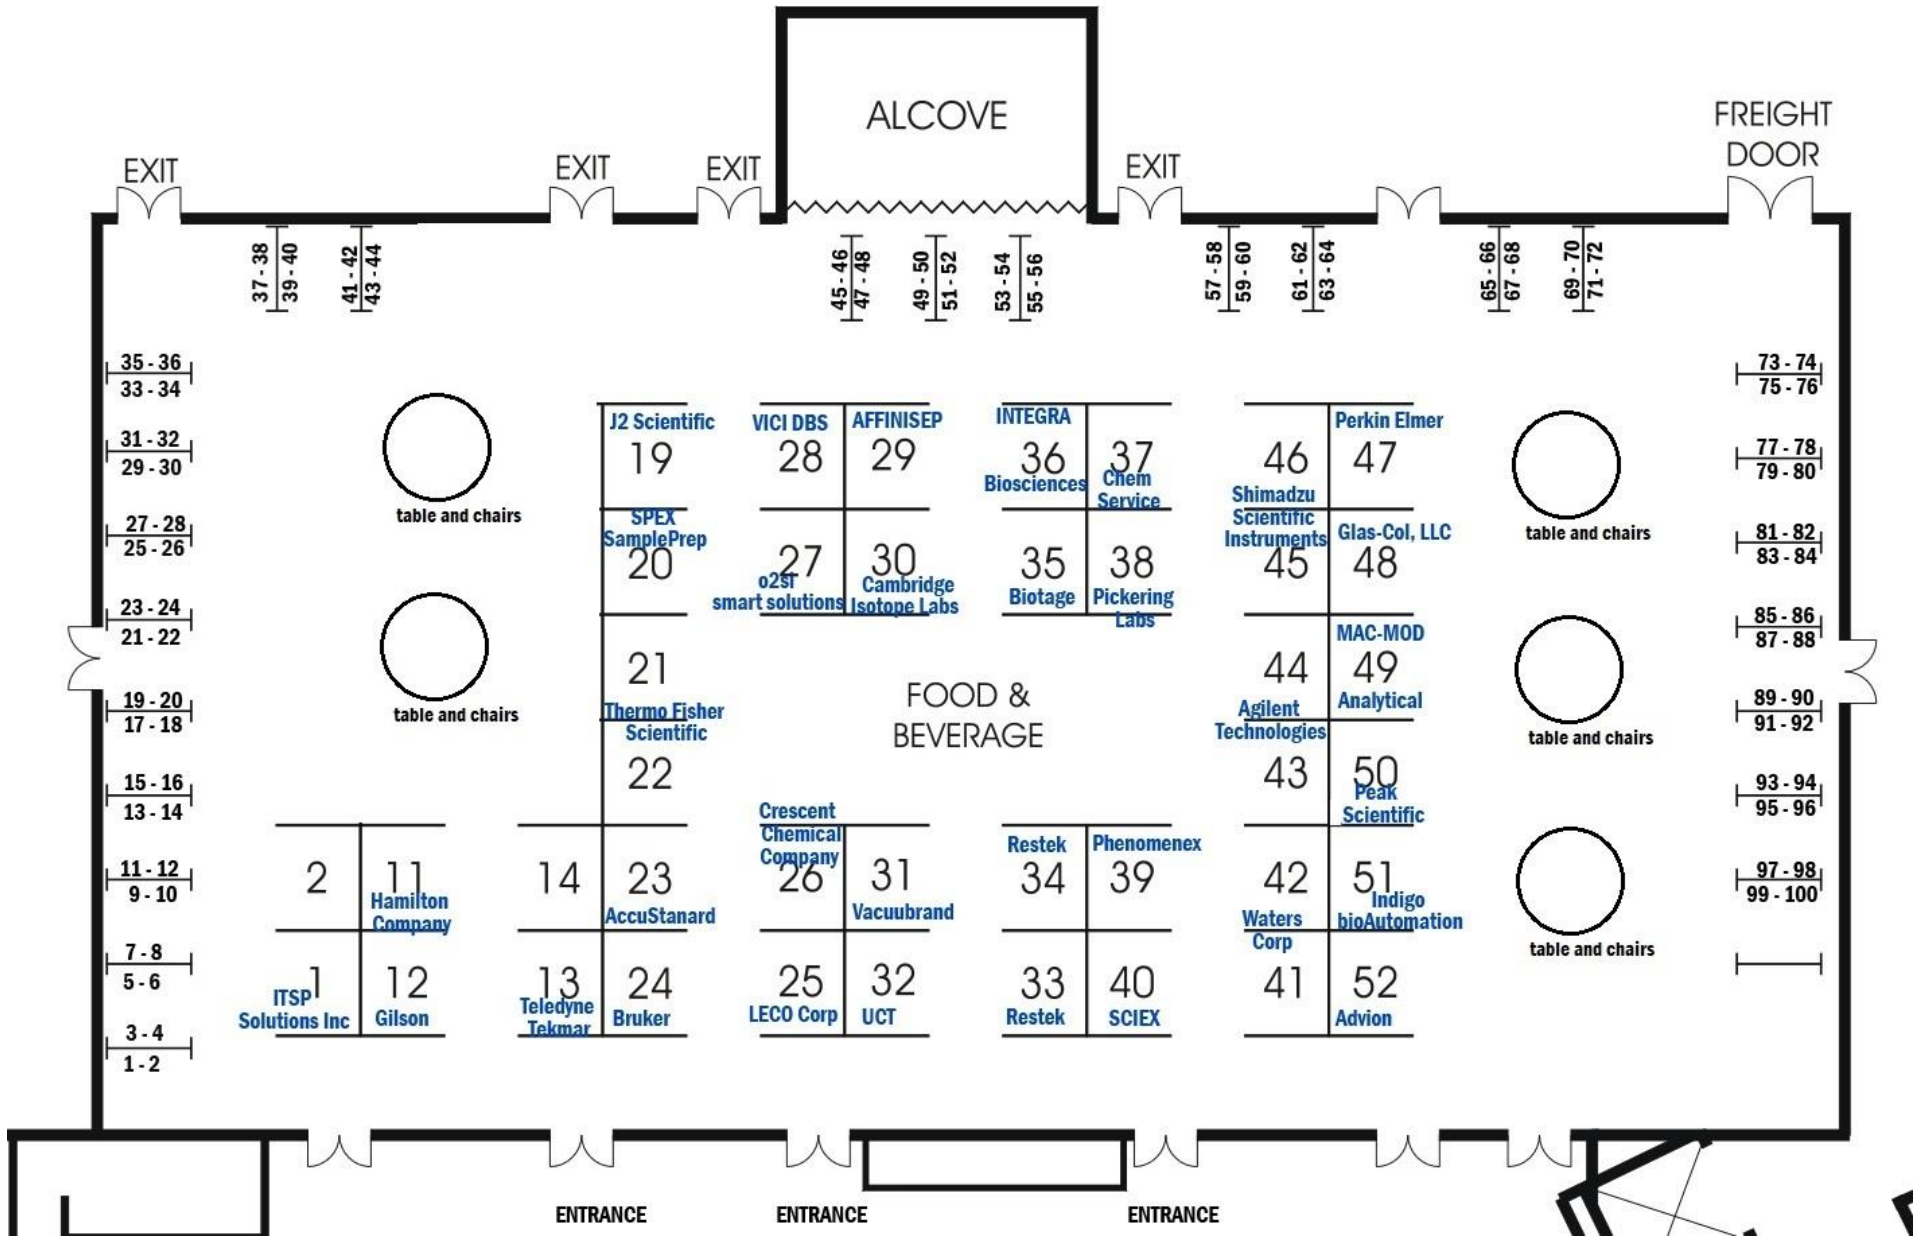 ALCOVE
FREIGHT
DOOR
EXIT
EXIT
EXIT
EXIT
37 - 38
39 - 40
41 - 42
43 - 44
45 - 46
47 - 48
49 - 50
51 - 52
53 - 54
55 - 56
57 - 58
59 - 60
61 - 62
63 - 64
65 - 66
67 - 68
69 - 70
71 - 72
35 - 36
33 - 34
31 - 32
29 - 30
27 - 28
25 - 26
23 - 24
21 - 22
19 - 20
17 - 18
15 - 16
13 - 14
11 - 12
9 - 10
7 - 8
5 - 6
3 - 4
1 - 2
table and chairs
table and chairs
J2 Scientific
19
SPEX
SamplePrep
20
21
Thermo Fisher
Scientific
22
VICI DBS
28
AFFINISEP
29
27
o2si
smart solutions
30
Cambridge
Isotope Labs
INTEGRA
36
Biosciences
37
Chem
Service
35
Biotage
38
Pickering
Labs
46
Shimadzu
Scientific
Instruments
45
Perkin Elmer
47
Glas-Col, LLC
48
FOOD &
BEVERAGE
44
Agilent
Technologies
43
MAC-MOD
49
Analytical
50
Peak
Scientific
2
11
Hamilton
Company
1
ITSP
Solutions Inc
12
Gilson
14
23
AccuStanard
13
Teledyne
Tekmar
24
Bruker
Crescent
Chemical
Company
26
31
Vacuubrand
25
LECO Corp
32
UCT
Restek
34
Phenomenex
39
33
Restek
40
SCIEX
42
Waters
Corp
41
51
Indigo
bioAutomation
52
Advion
table and chairs
table and chairs
table and chairs
73 - 74
75 - 76
77 - 78
79 - 80
81 - 82
83 - 84
85 - 86
87 - 88
89 - 90
91 - 92
93 - 94
95 - 96
97 - 98
99 - 100
ENTRANCE
ENTRANCE
ENTRANCE